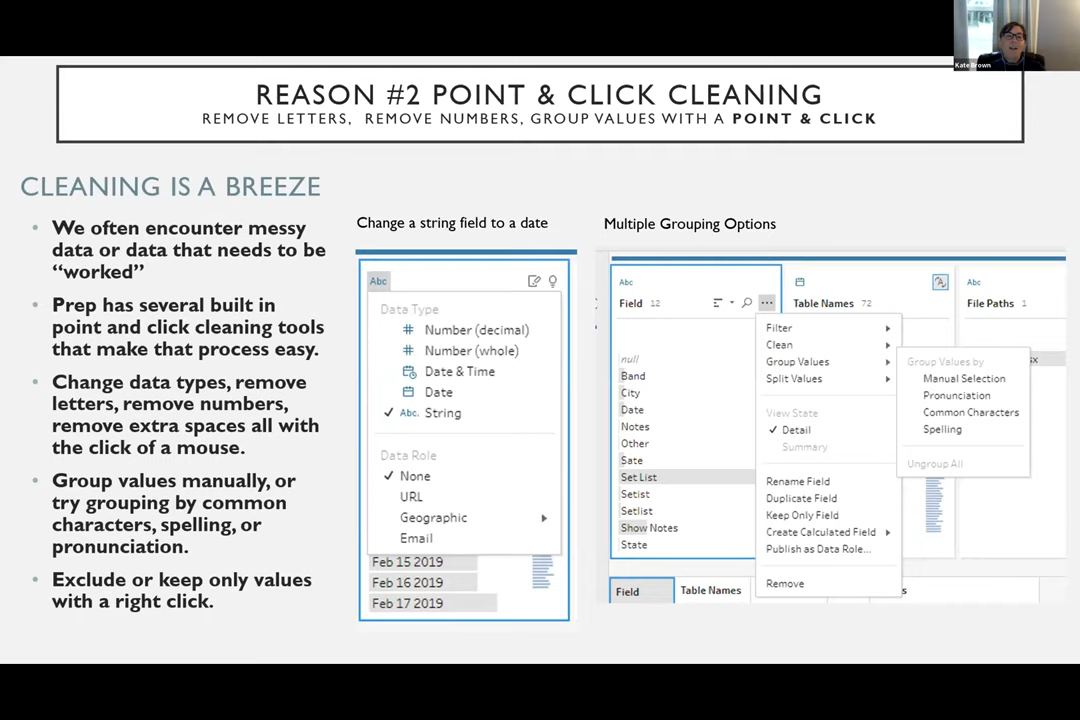 Kate Brown
REASON #2 POINT & CLICK CLEANING
REMOVE LETTERS, REMOVE NUMBERS, GROUP VALUES WITH A POINT & CLICK
CLEANING IS A BREEZE
• We often encounter messy
data or data that needs to be
“worked”
• Prep has several built in
point and click cleaning tools
that make that process easy.
• Change data types, remove
letters, remove numbers,
remove extra spaces all with
the click of a mouse.
• Group values manually, or
try grouping by common
characters, spelling, or
pronunciation.
• Exclude or keep only values
with a right click.
Change a string field to a date
Abc
Data Type
# Number (decimal)
# Number (whole)
Date & Time
Date
✓ Abc String
Data Role
✓ None
URL
Geographic
Email
Feb 15 2019
Feb 16 2019
Feb 17 2019
Multiple Grouping Options
Abc
Field 12
null
Band
City
Date
Notes
Other
Sate
Set List
Setist
Setlist
Show Notes
State
Table Names 72
Abc
File Paths 1
sx
Filter
Clean
Group Values
Split Values
View State
✓ Detail
Summary
Rename Field
Duplicate Field
Keep Only Field
Create Calculated Field
Publish as Data Role...
Remove
Group Values by
Manual Selection
Pronunciation
Common Characters
Spelling
Ungroup All
Field
Table Names
s